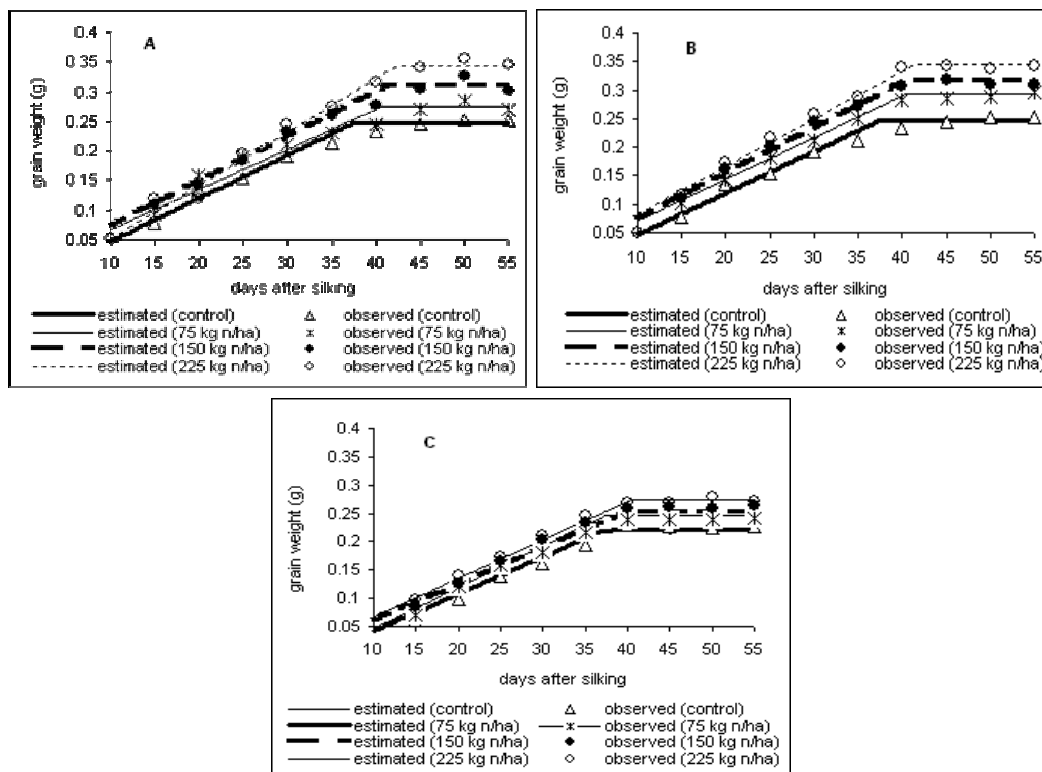 A
grain weight (g)
0.4
0.35
0.3
0.25
0.2
0.15
0.1
0.05
10 15 20 25 30 35 40 45 50 55
days after silking
estimated (control) observed (control)
estimated (75 kg n/ha) observed (75 kg n/ha)
estimated (150 kg n/ha) observed (150 kg n/ha)
estimated (225 kg n/ha) observed (225 kg n/ha)
B
grain weight (g)
0.4
0.35
0.3
0.25
0.2
0.15
0.1
0.05
10 15 20 25 30 35 40 45 50 55
days after silking
estimated (control) observed (control)
estimated (75 kg n/ha) observed (75 kg n/ha)
estimated (150 kg n/ha) observed (150 kg n/ha)
estimated (225 kg n/ha) observed (225 kg n/ha)
C
grain weight (g)
0.4
0.35
0.3
0.25
0.2
0.15
0.1
0.05
10 15 20 25 30 35 40 45 50 55
days after silking
estimated (control) observed (control)
estimated (75 kg n/ha) observed (75 kg n/ha)
estimated (150 kg n/ha) observed (150 kg n/ha)
estimated (225 kg n/ha) observed (225 kg n/ha)